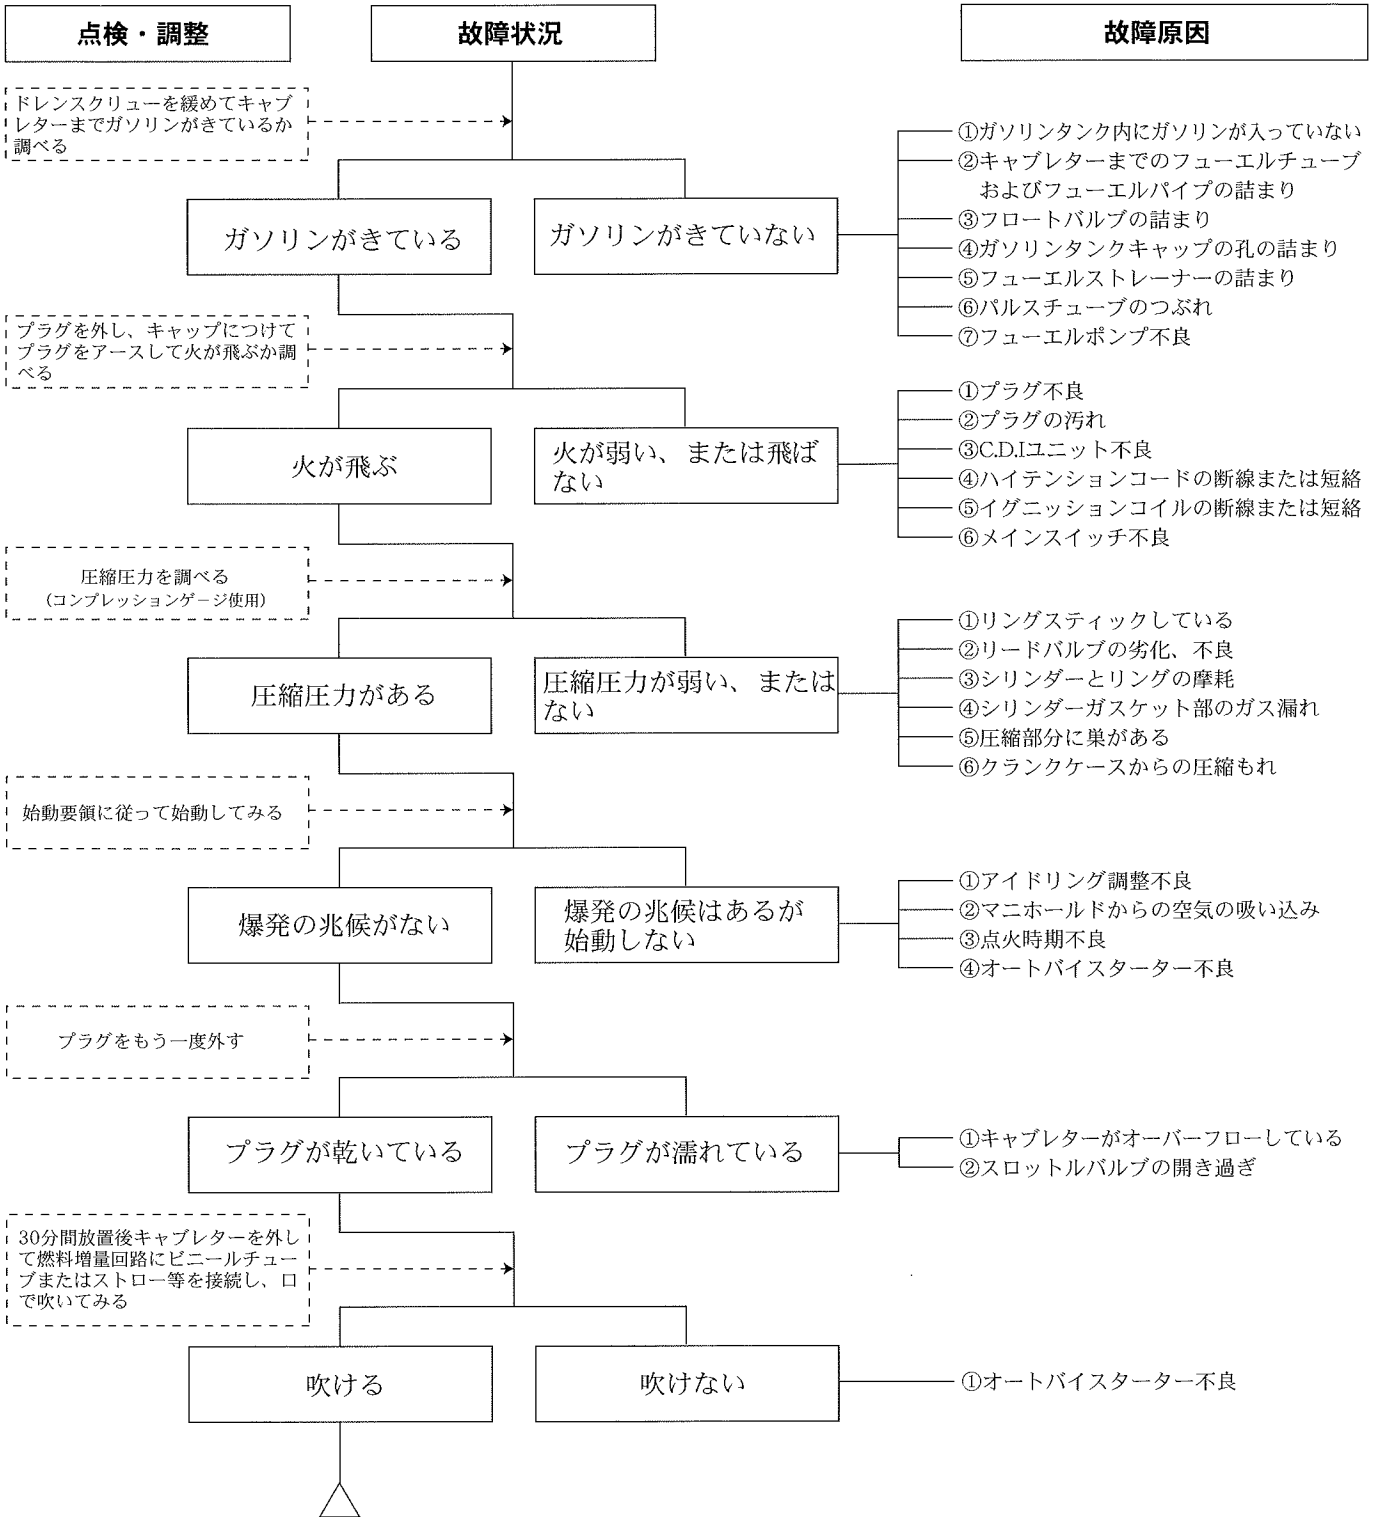 点検・調整
故障状況
故障原因
ドレンスクリューを緩めてキャブ
レターまでガソリンがきているか
調べる
ガソリンがきている
ガソリンがきていない
①ガソリンタンク内にガソリンが入っていない
②キャブレターまでのフューエルチューブ
およびフューエルパイプの詰まり
③フロートバルブの詰まり
④ガソリンタンクキャップの孔の詰まり
⑤フューエルストレーナーの詰まり
⑥パルスチューブのつぶれ
⑦フューエルポンプ不良
プラグを外し、キャップにつけて
プラグをアースして火が飛ぶか調
べる
火が飛ぶ
火が弱い、または飛ば
ない
①プラグ不良
②プラグの汚れ
③C.D.Iユニット不良
④ハイテンションコードの断線または短絡
⑤イグニッションコイルの断線または短絡
⑥メインスイッチ不良
圧縮圧力を調べる
(コンプレッションゲージ使用)
圧縮圧力がある
圧縮圧力が弱い、または
ない
①リングスティックしている
②リードバルブの劣化、不良
③シリンダーとリングの摩耗
④シリンダーガスケット部のガス漏れ
⑤圧縮部分に巣がある
⑥クランクケースからの圧縮もれ
始動要領に従って始動してみる
爆発の兆候がない
爆発の兆候はあるが
始動しない
①アイドリング調整不良
②マニホールドからの空気の吸い込み
③点火時期不良
④オートバイスターター不良
プラグをもう一度外す
プラグが乾いている
プラグが濡れている
①キャブレターがオーバーフローしている
②スロットルバルブの開き過ぎ
30分間放置後キャブレターを外し
て燃料増量回路にビニールチュー
ブまたはストロー等を接続し、口
で吹いてみる
吹ける
吹けない
①オートバイスターター不良